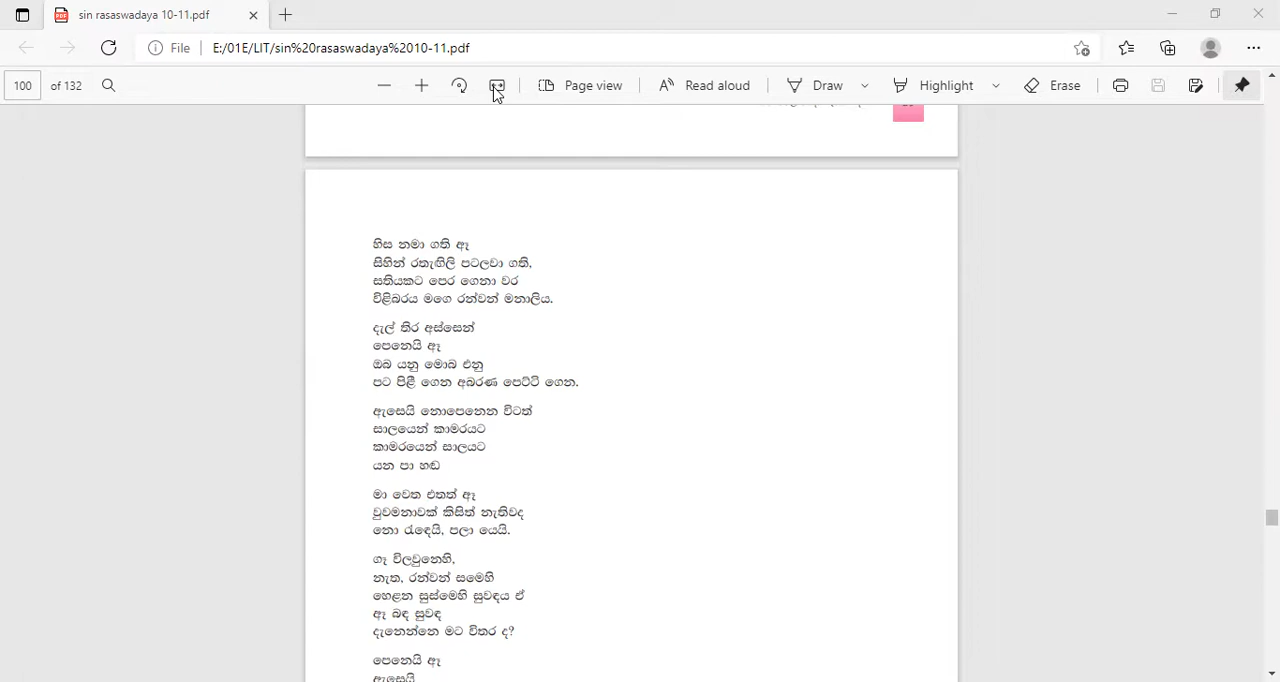 sin rasaswadaya 10-11.pdf
File E:/01E/LIT/sin%20rasaswadaya%2010-11.pdf
100 of 132 Page view Read aloud Draw Highlight Erase
හිස නමා ගති ඈ
සිහින් රතැඟිලි පටලවා ගති,
සතියකට පෙර ගෙනා වර
විළිබරය මගෙ රන්වන් මනාලිය.
දැල් තිර අස්සෙන්
පෙනෙයි ඈ
ඔබ යනු මොබ එනු
පට පිළී ගෙන අබරණ පෙට්ටි ගෙන.
ඇසෙයි නොපෙනෙන විටත්
සාලයෙන් කාමරයට
කාමරයෙන් සාලයට
යන පා හඬ
මා වෙත එතත් ඈ
වුවමනාවක් කිසිත් නැතිවද
නො රැඳෙයි, පලා යෙයි.
ගෑ විලවුනෙහි,
නැත, රන්වන් සමෙහි
හෙළන සුස්මෙහි සුවඳය ඒ
ඈ බඳ සුවඳ
දැනෙන්නෙ මට විතර ද?
පෙනෙයි ඈ
ඇසෙයි